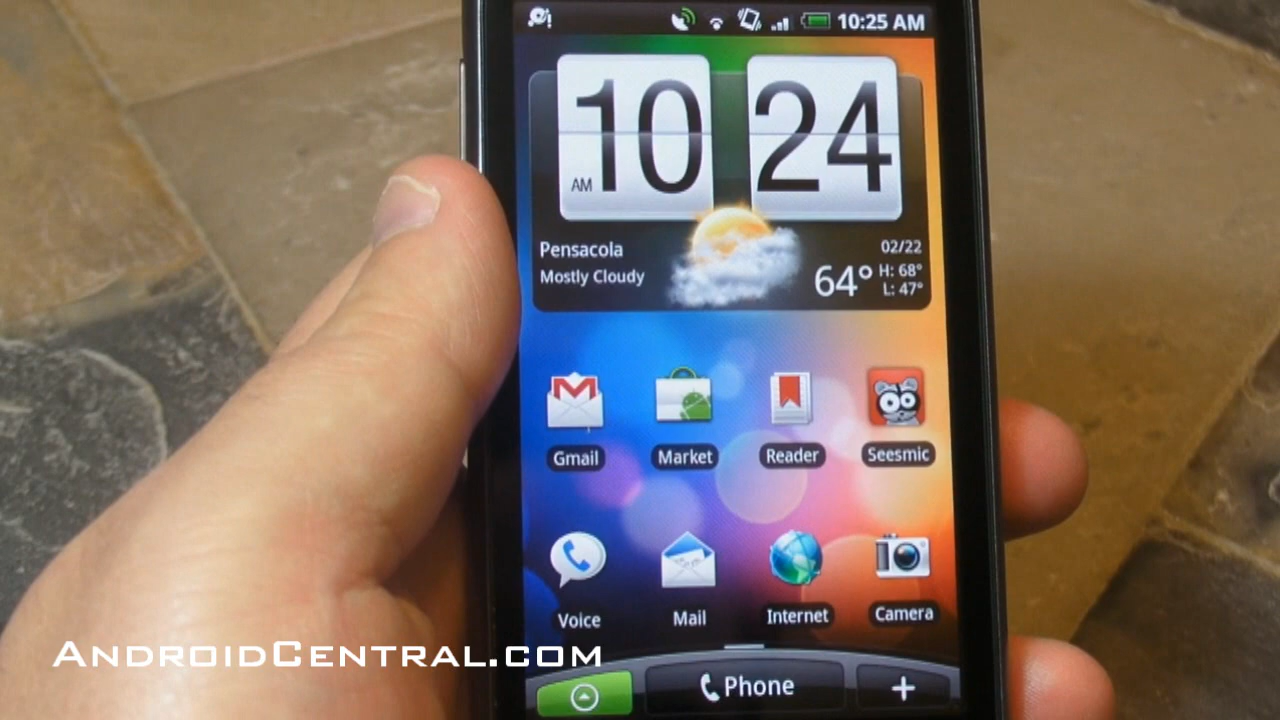 10:25 AM
AM 10 24
Pensacola
Mostly Cloudy
02/22
64° H: 68°
L: 47°
Gmail Market Reader Seesmic
Voice Mail Internet Camera
AndroidCentral.com
Phone +